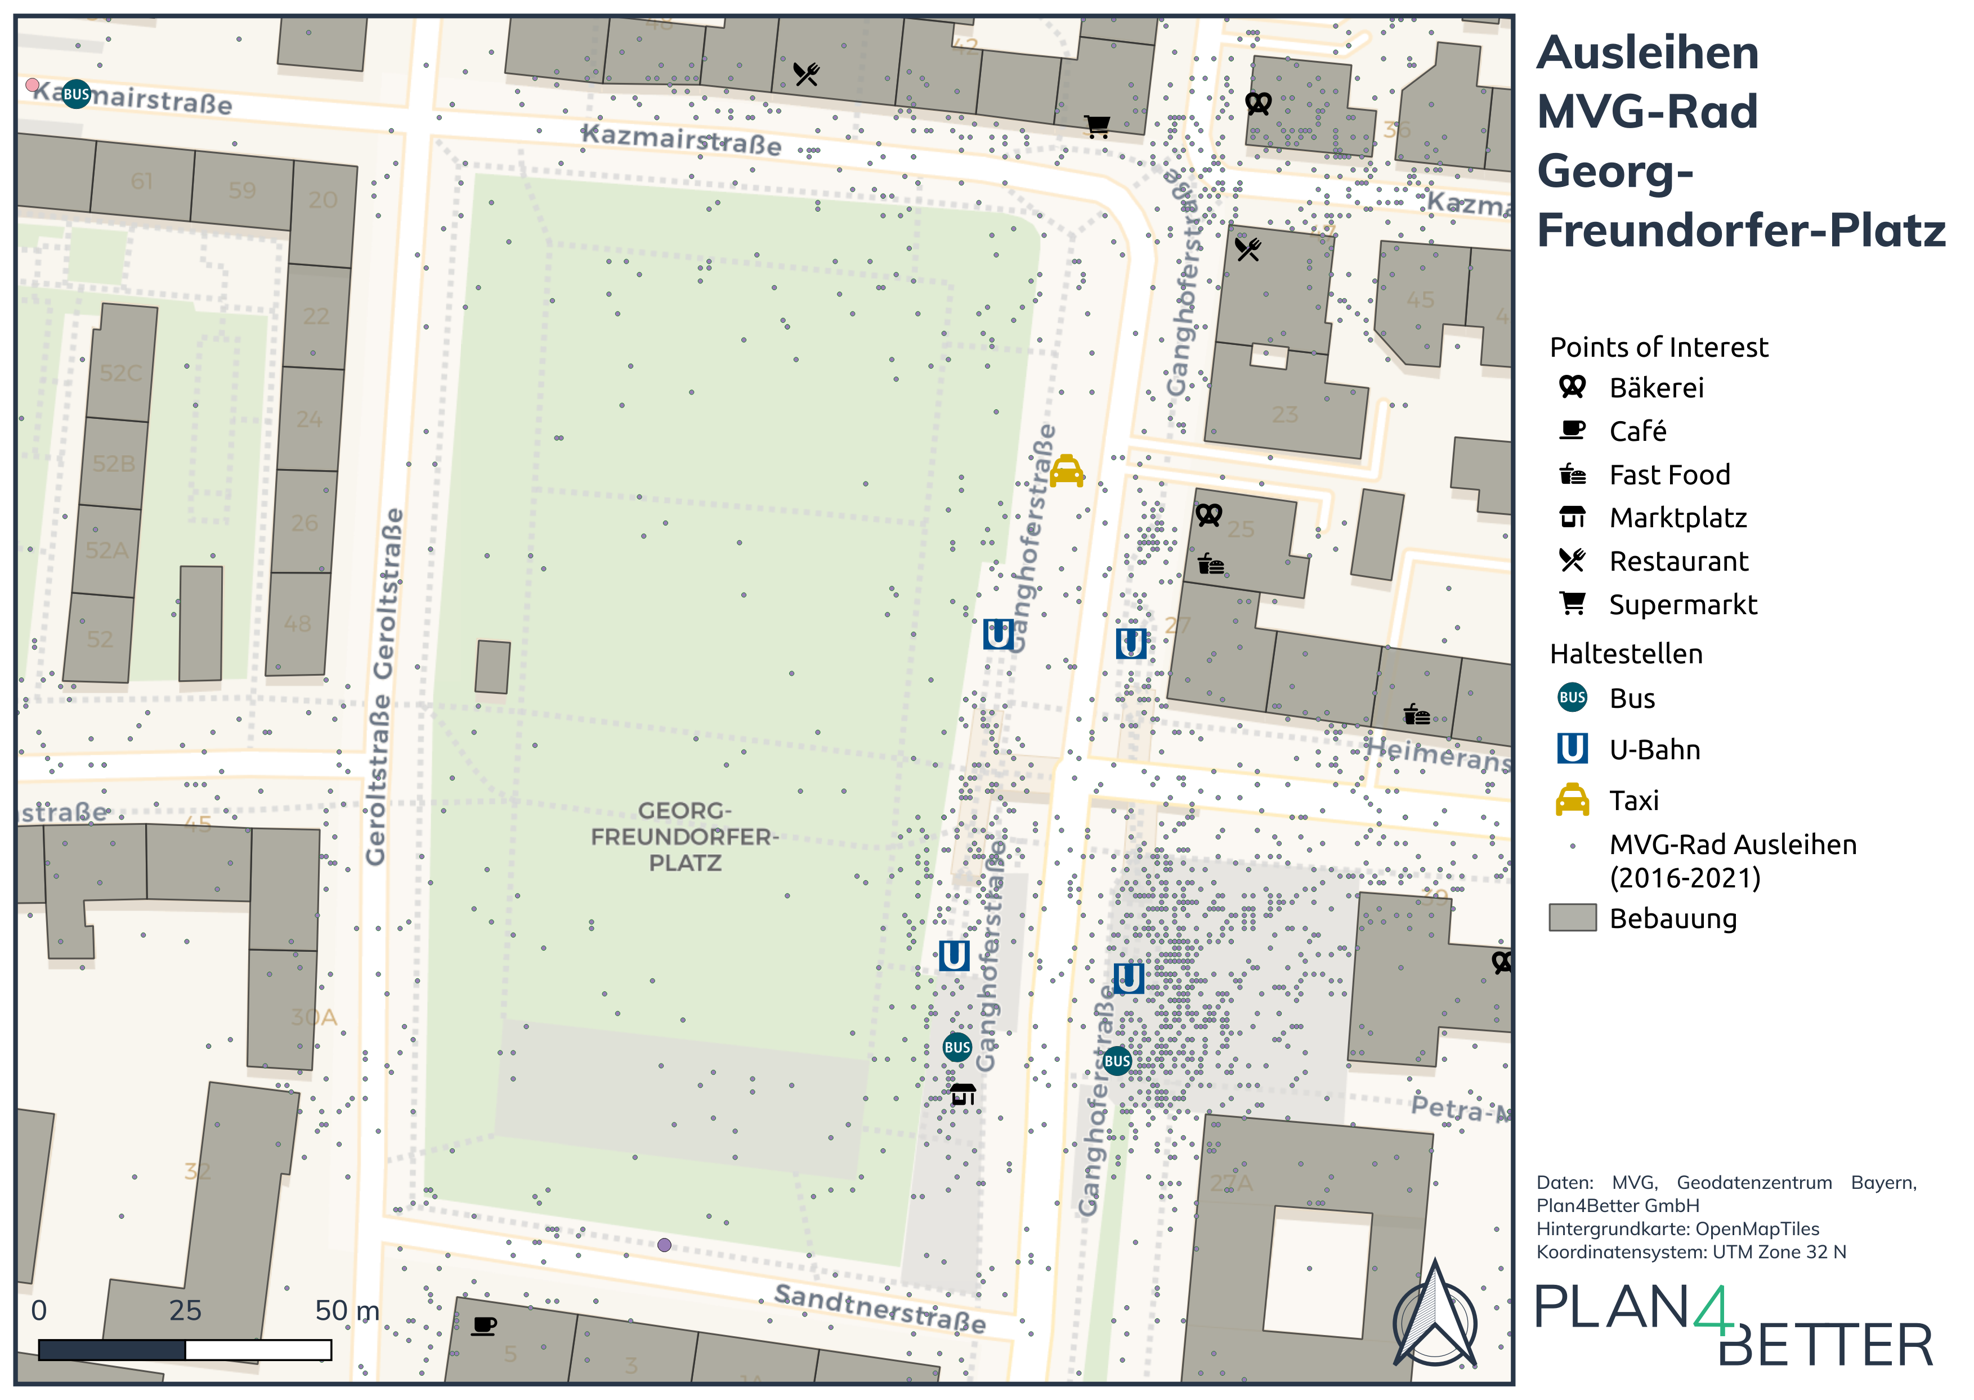 Ausleihen
MVG-Rad
Georg-
Freundorfer-Platz
Points of Interest
Bäkerei
Café
Fast Food
Marktplatz
Restaurant
Supermarkt
Haltestellen
BUS Bus
U U-Bahn
Taxi
MVG-Rad Ausleihen
(2016-2021)
Bebauung
Daten: MVG, Geodatenzentrum Bayern,
Plan4Better GmbH
Hintergrundkarte: OpenMapTiles
Koordinatensystem: UTM Zone 32 N
PLAN4
BETTER
42
BUS
Kazmairstraße
Kazmairstraße
36
61
59
20
Kazma
Ganghoferstraße
45
22
52C
24
23
52B
Ganghoferstraße
26
25
52A
Geroltstraße
48
52
U
U
27
Geroltstraße
Heimerans
straße
45
GEORG-
FREUNDORFER-
PLATZ
39
Ganghoferstraße
U
U
30A
BUS
BUS
Ganghoferstraße
Petra-M
32
27A
Sandtnerstraße
5
3
1A
0 25 50 m